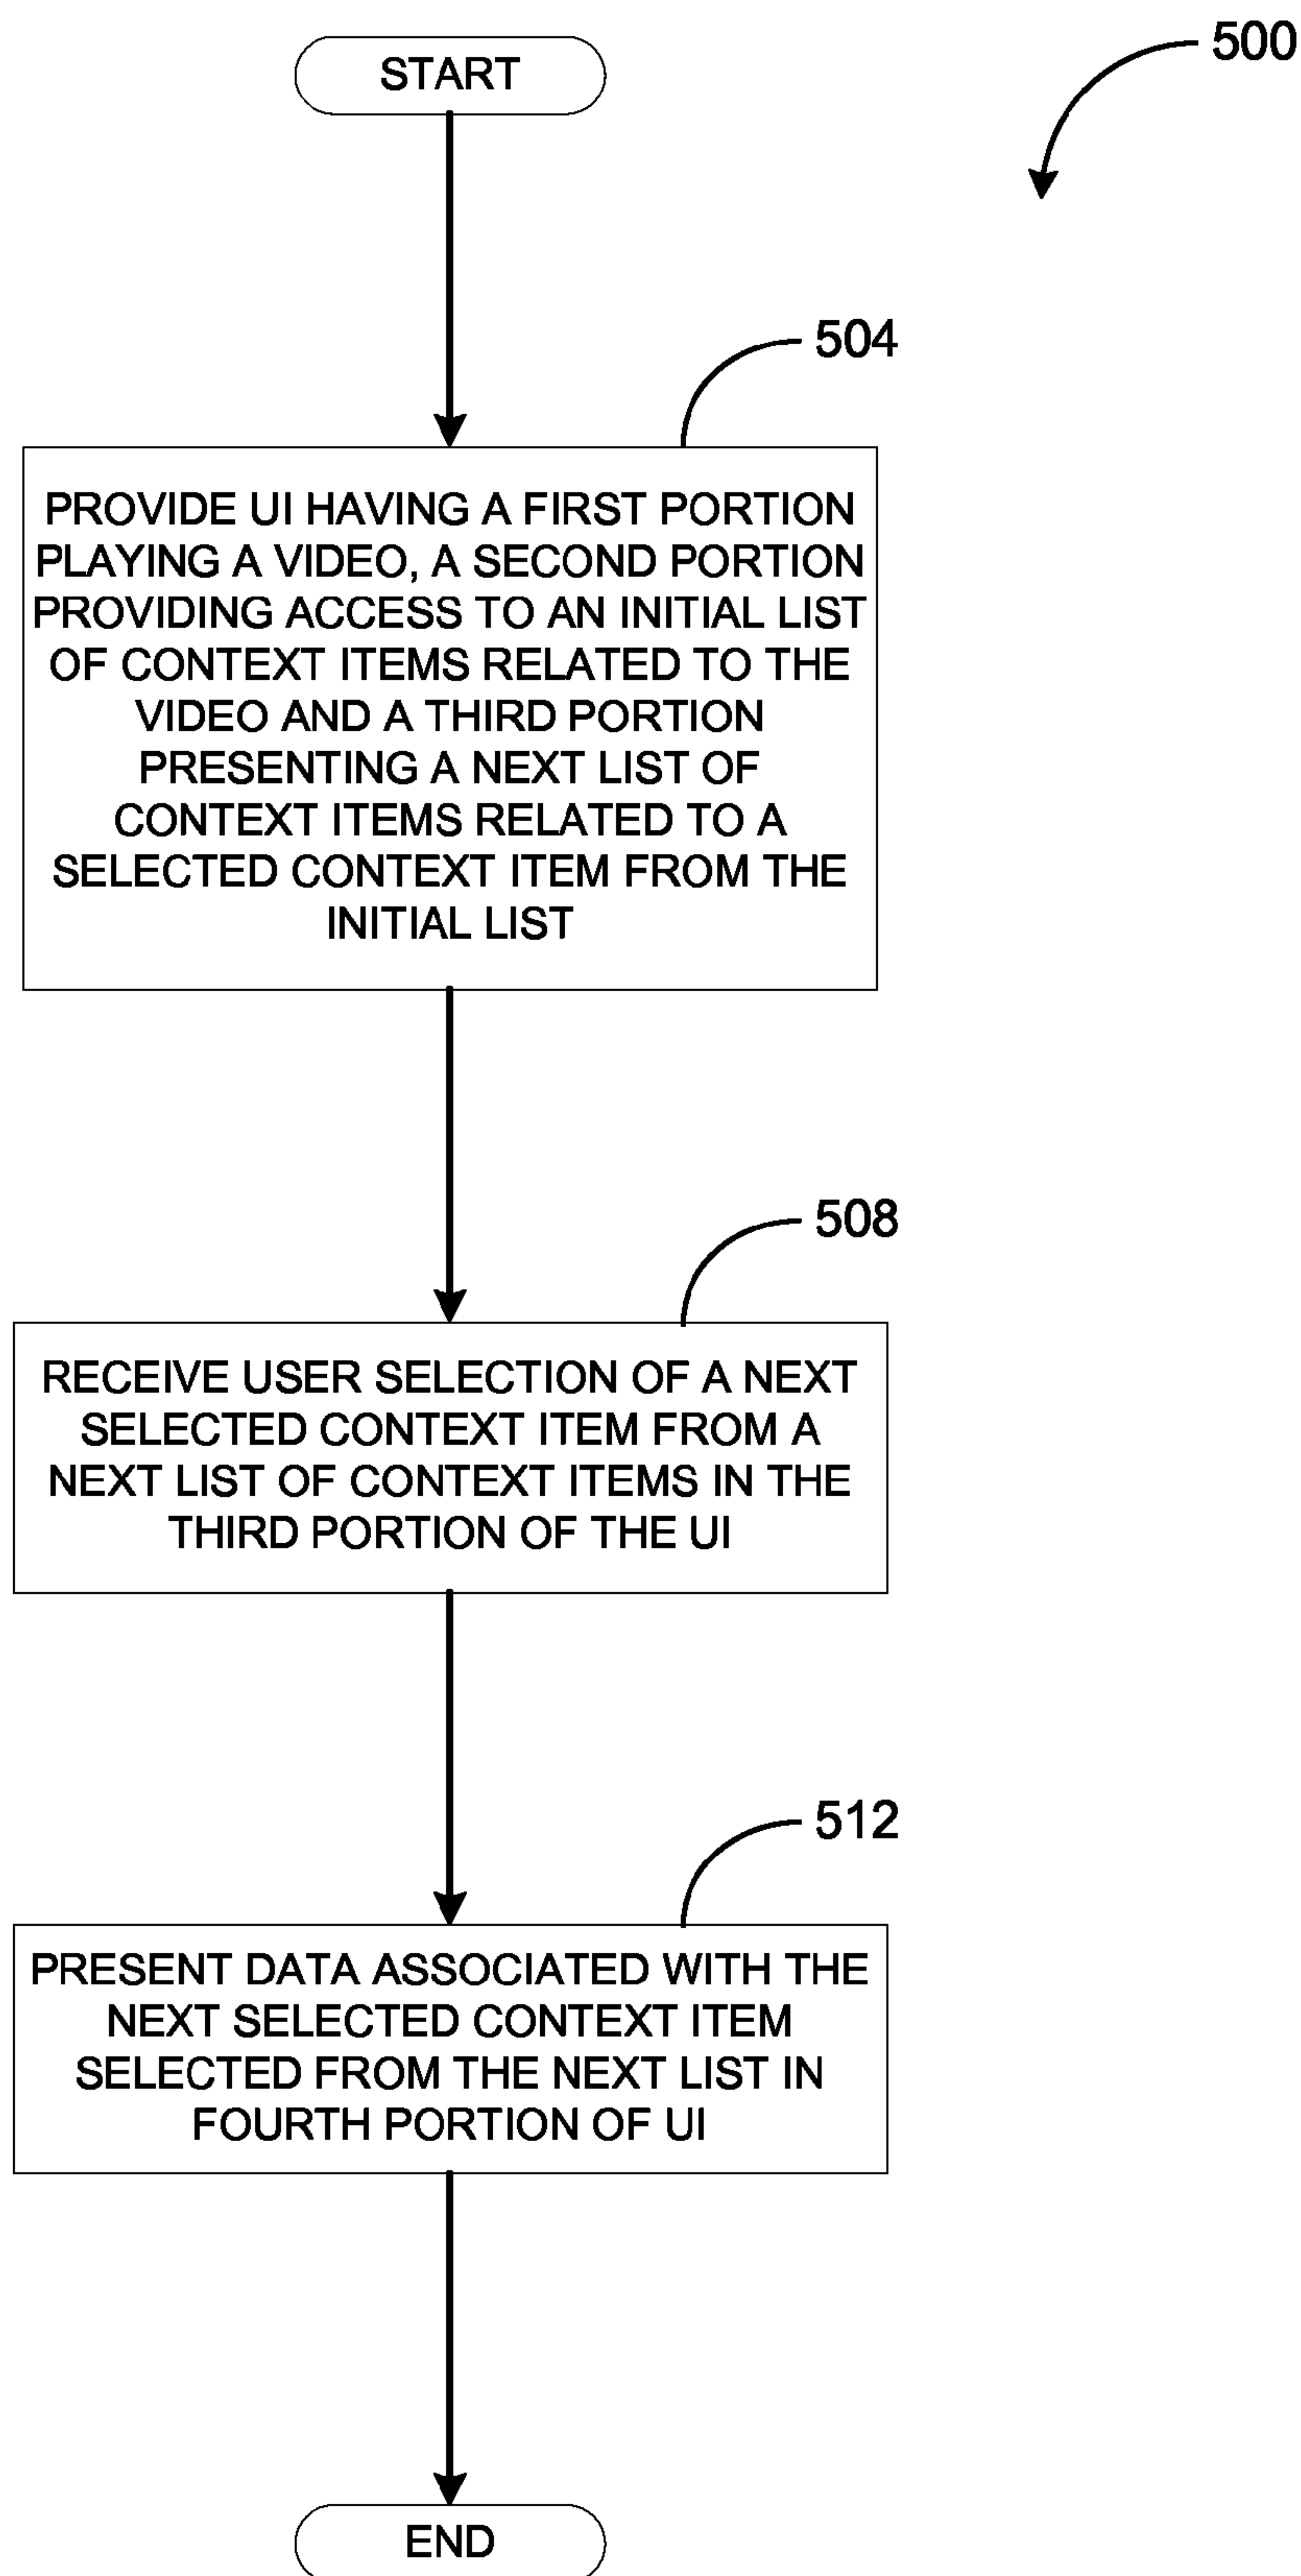 START
500
504
PROVIDE UI HAVING A FIRST PORTION
PLAYING A VIDEO, A SECOND PORTION
PROVIDING ACCESS TO AN INITIAL LIST
OF CONTEXT ITEMS RELATED TO THE
VIDEO AND A THIRD PORTION
PRESENTING A NEXT LIST OF
CONTEXT ITEMS RELATED TO A
SELECTED CONTEXT ITEM FROM THE
INITIAL LIST
508
RECEIVE USER SELECTION OF A NEXT
SELECTED CONTEXT ITEM FROM A
NEXT LIST OF CONTEXT ITEMS IN THE
THIRD PORTION OF THE UI
512
PRESENT DATA ASSOCIATED WITH THE
NEXT SELECTED CONTEXT ITEM
SELECTED FROM THE NEXT LIST IN
FOURTH PORTION OF UI
END